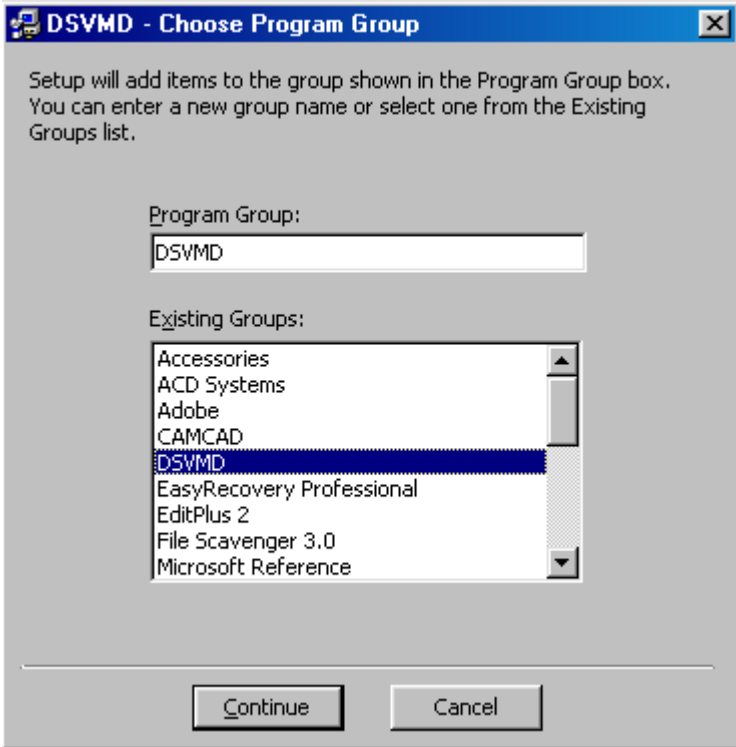 DSVMD - Choose Program Group
Setup will add items to the group shown in the Program Group box.
You can enter a new group name or select one from the Existing
Groups list.
Program Group:
DSVMD
Existing Groups:
Accessories
ACD Systems
Adobe
CAMCAD
DSVMD
EasyRecovery Professional
EditPlus 2
File Scavenger 3.0
Microsoft Reference
Continue
Cancel